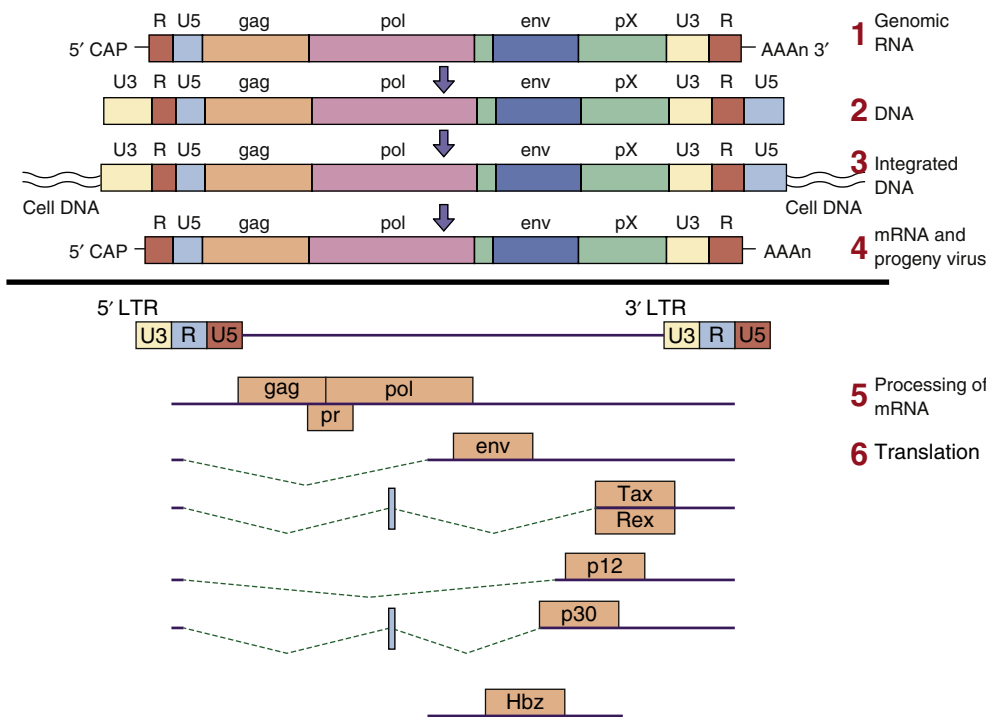 R U5 gag pol env pX U3 R
5′ CAP AAAn 3′
1 Genomic
RNA
U3 R U5 gag pol env pX U3 R U5
2 DNA
U3 R U5 gag pol env pX U3 R U5
3 Integrated
DNA
Cell DNA Cell DNA
R U5 gag pol env pX U3 R
5′ CAP AAAn
4 mRNA and
progeny virus
5′ LTR 3′ LTR
U3 R U5 U3 R U5
gag pol
pr
5 Processing of
mRNA
env
6 Translation
Tax
Rex
p12
p30
Hbz